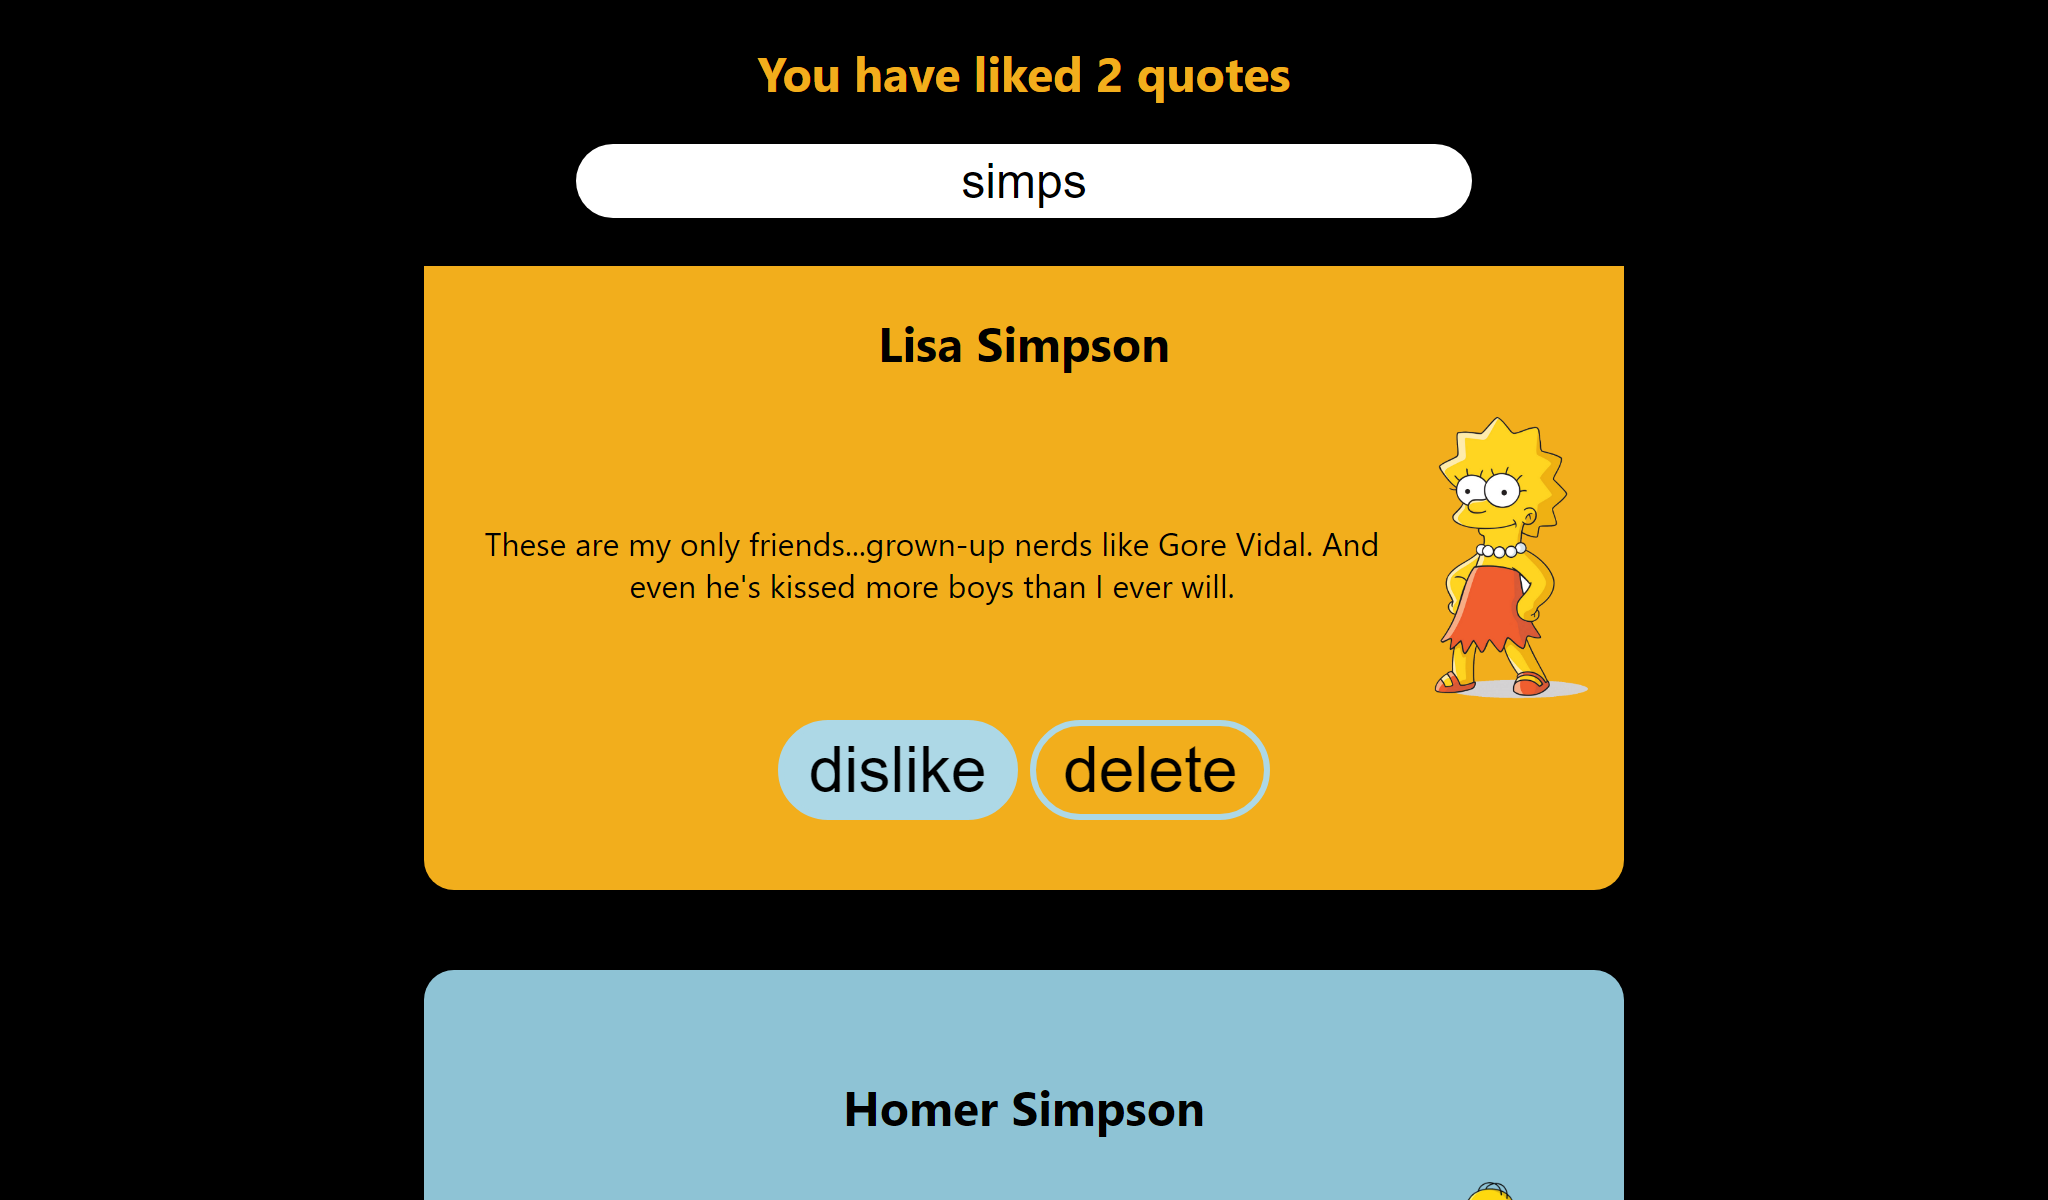 You have liked 2 quotes
simps
Lisa Simpson
These are my only friends...grown-up nerds like Gore Vidal. And
even he's kissed more boys than I ever will.
dislike
delete
Homer Simpson